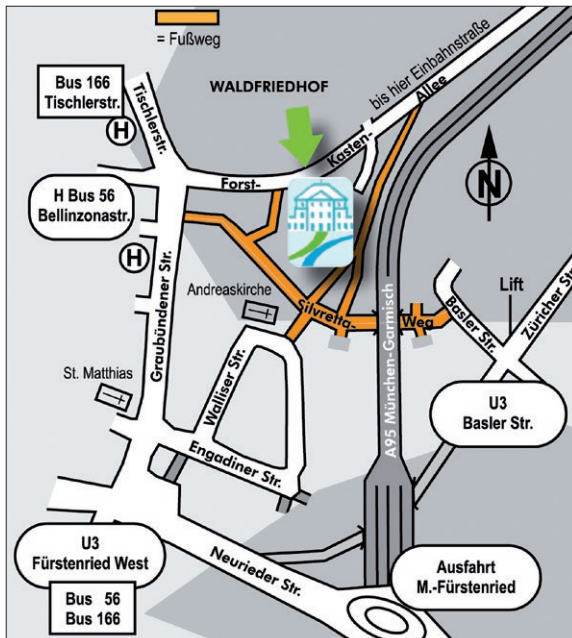 = Fußweg
Bus 166
Tischlerstr.
Tischlerstr.
H
WALDFRIEDHOF
bis hier Einbahnstraße
Forst-
Kasten-
Allee
H Bus 56
Bellinzonastr.
H
N
Graubündener Str.
Andreaskirche
Silvretta-
Weg
Basler Str.
Lift
Züricher Str.
St. Matthias
Walliser Str.
A95 München-Garmisch
U3
Basler Str.
Engadiner Str.
U3
Fürstenried West
Neurieder Str.
Ausfahrt
M.-Fürstenried
Bus 56
Bus 166